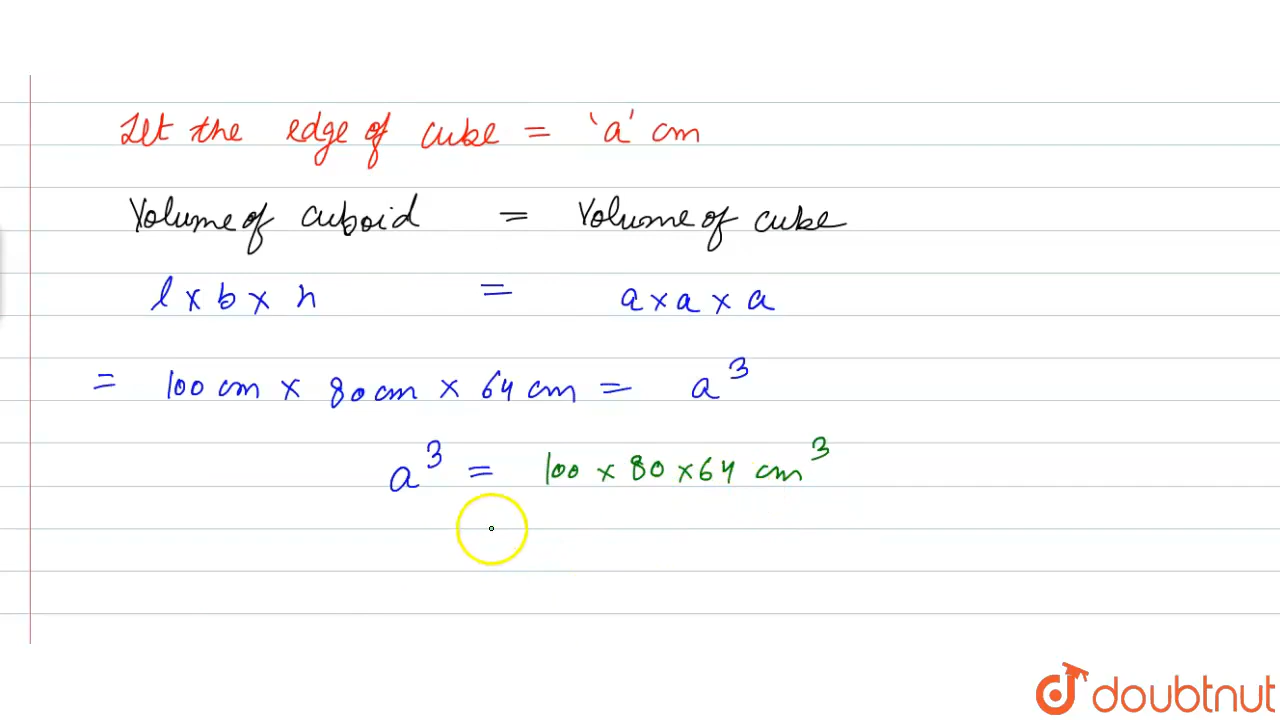 Let the edge of cube = 'a' cm
Volume of cuboid = Volume of cube
l × b × h = a × a × a
= 100 cm × 80 cm × 64 cm = a³
a³ = 100 × 80 × 64 cm³
doubtnut